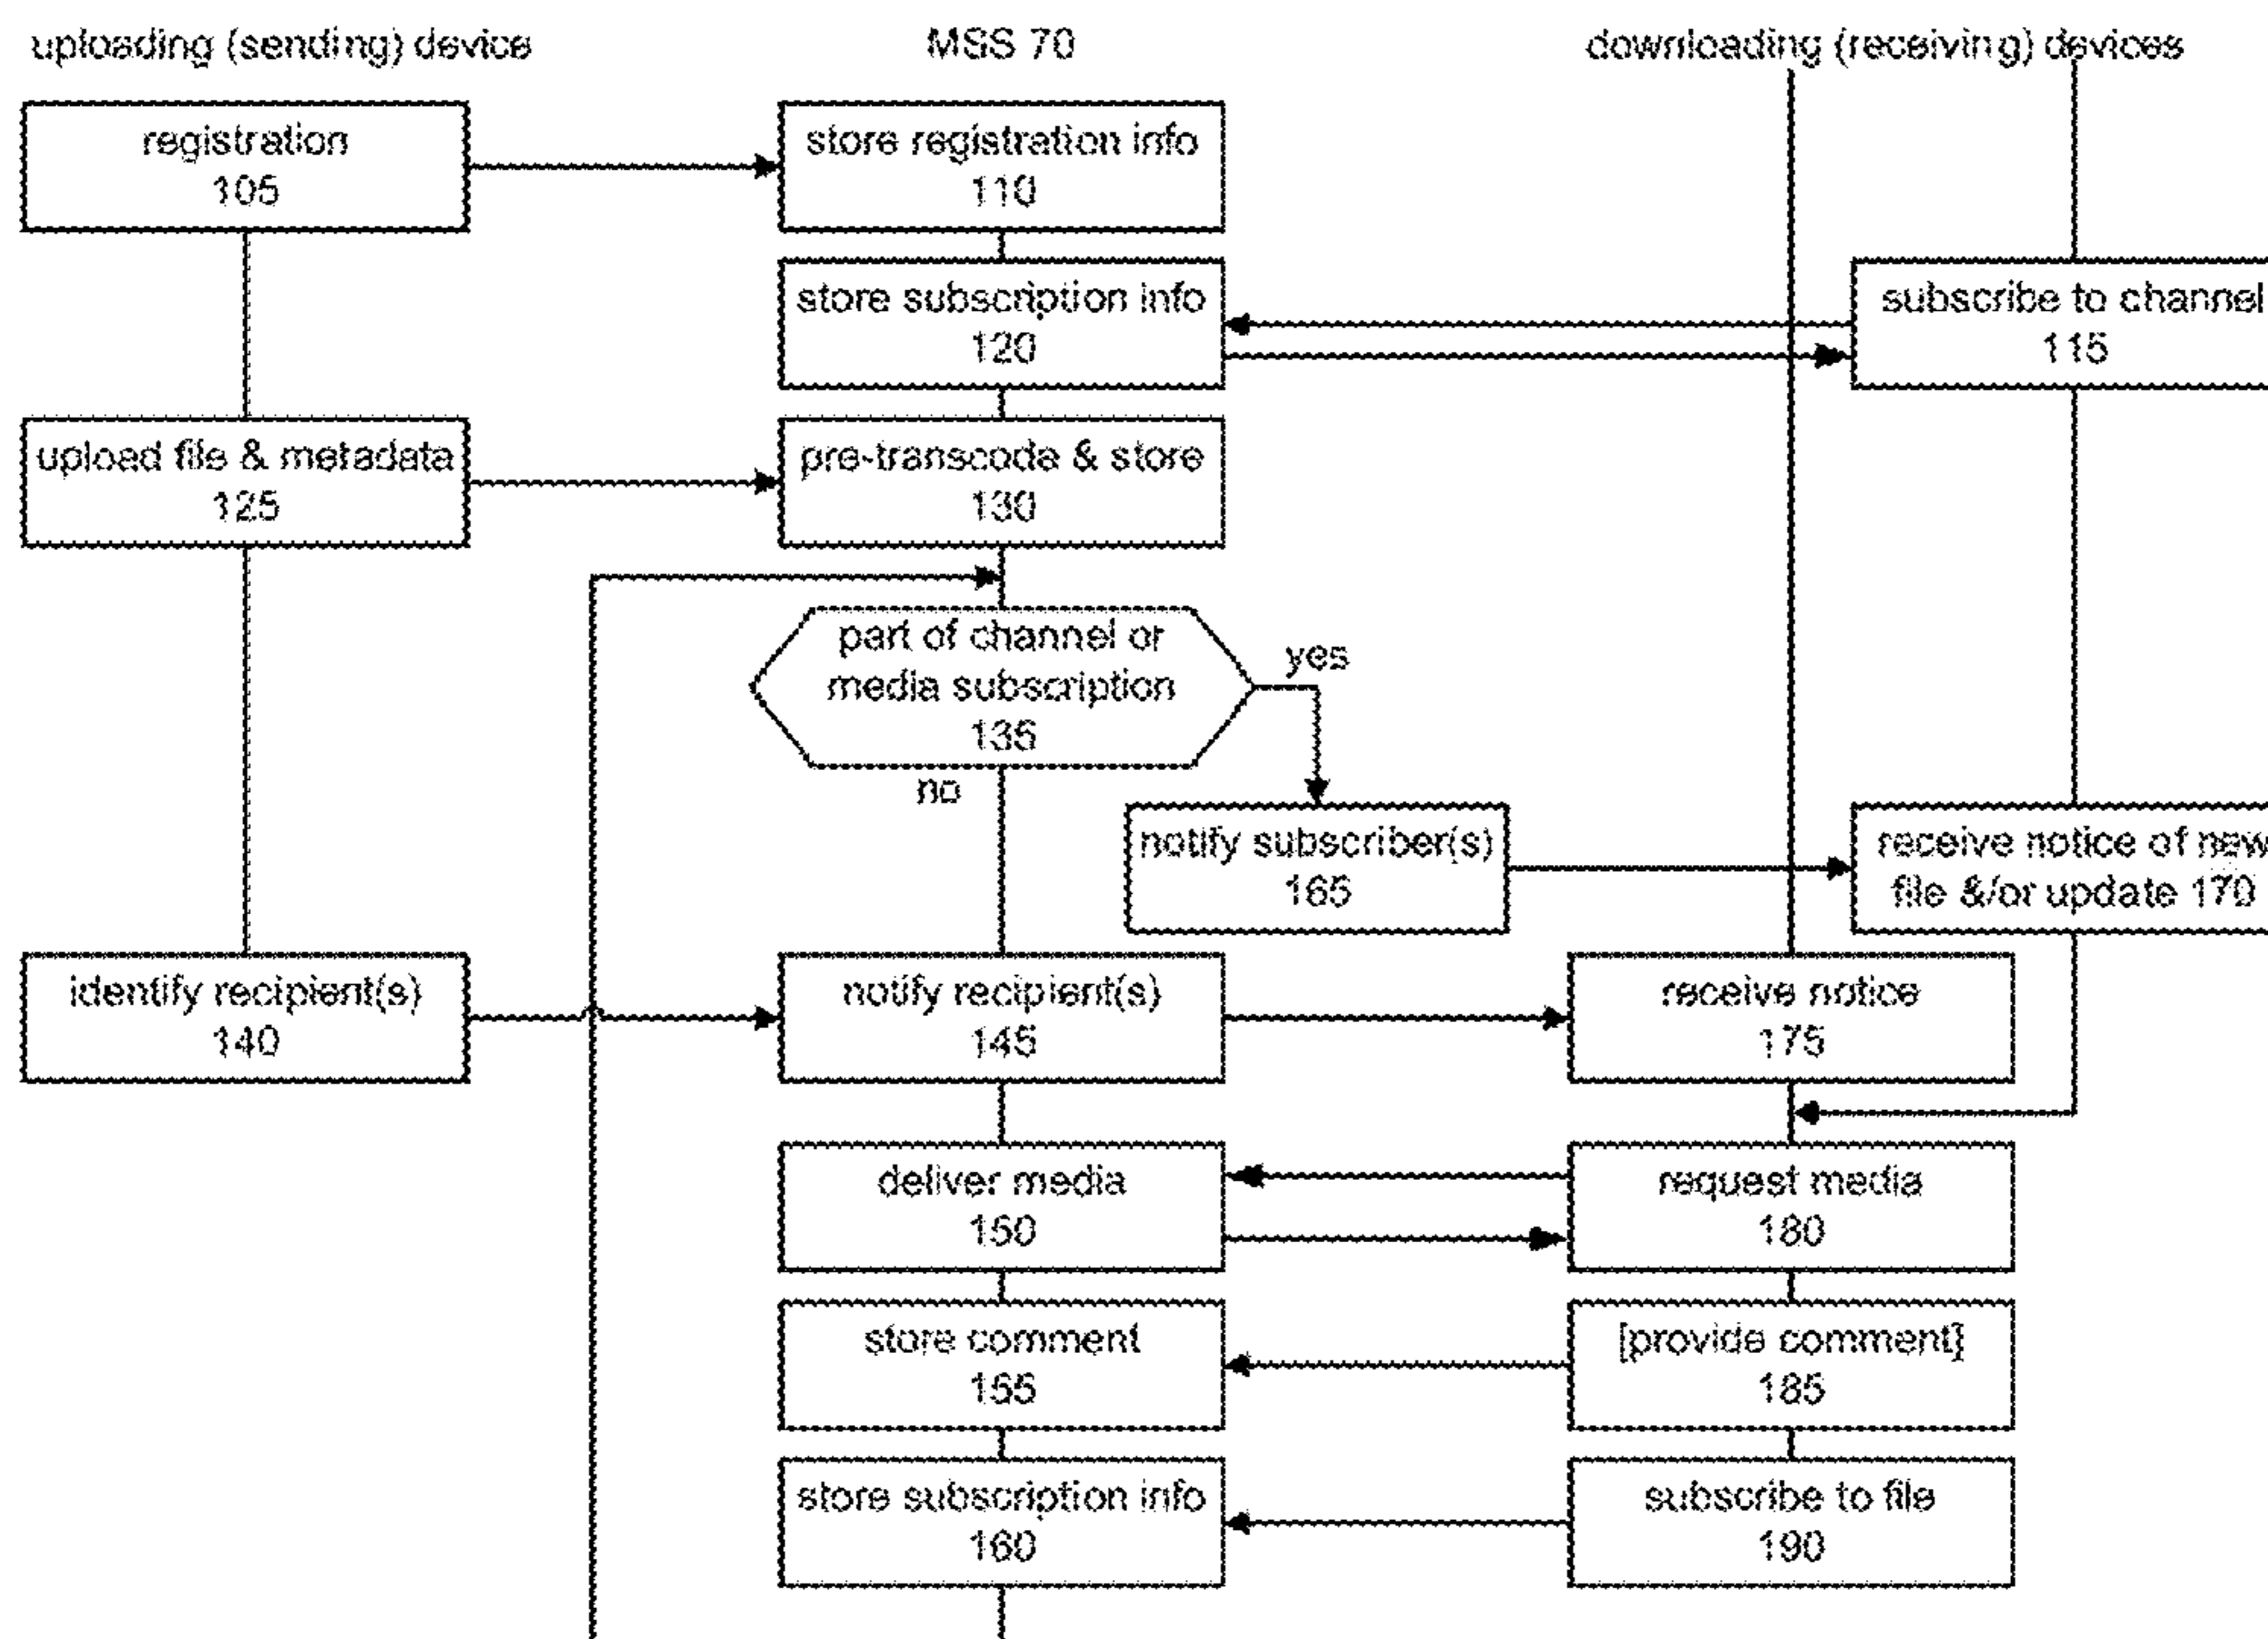 uploading (sending) device
MSS 70
downloading (receiving) devices
registration
105
store registration info
110
store subscription info
120
subscribe to channel
115
upload file & metadata
125
pre-transcode & store
130
part of channel or
media subscription
135
yes
no
notify subscriber(s)
165
receive notice of new
file &/or update 170
identify recipient(s)
140
notify recipient(s)
145
receive notice
175
deliver media
150
request media
180
store comment
155
[provide comment]
185
store subscription info
160
subscribe to file
190